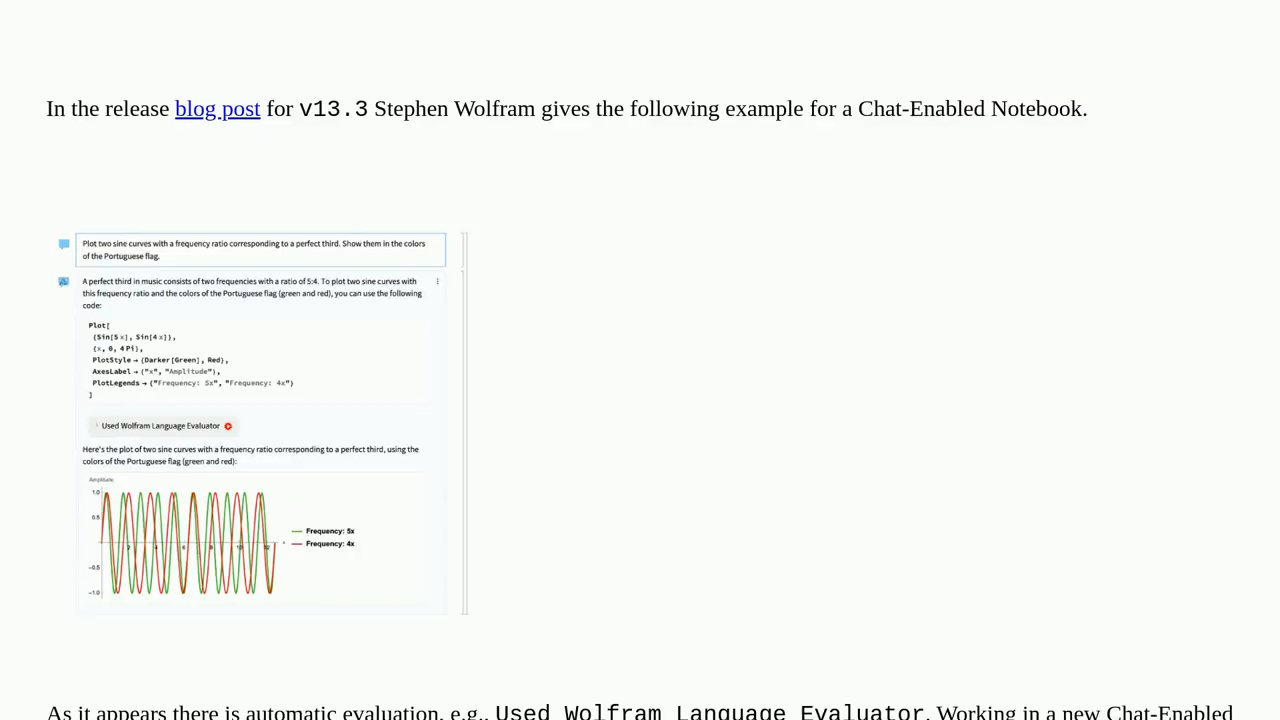 In the release blog post for v13.3 Stephen Wolfram gives the following example for a Chat-Enabled Notebook.
Plot two sine curves with a frequency ratio corresponding to a perfect third. Show them in the colors
of the Portuguese flag.
A perfect third in music consists of two frequencies with a ratio of 5:4. To plot two sine curves with
this frequency ratio and the colors of the Portuguese flag (green and red), you can use the following
code:
Plot[
{Sin[5 x], Sin[4 x]},
{x, 0, 4 Pi},
PlotStyle → {Darker[Green], Red},
AxesLabel → {"x", "Amplitude"},
PlotLegends → {"Frequency: 5x", "Frequency: 4x"}
]
Used Wolfram Language Evaluator
Here's the plot of two sine curves with a frequency ratio corresponding to a perfect third, using the
colors of the Portuguese flag (green and red):
Amplitude
1.0
0.5
Frequency: 5x
2 4 6 8 10 12 x
Frequency: 4x
-0.5
-1.0
As it appears there is automatic evaluation, e.g., Used Wolfram Language Evaluator. Working in a new Chat-Enabled